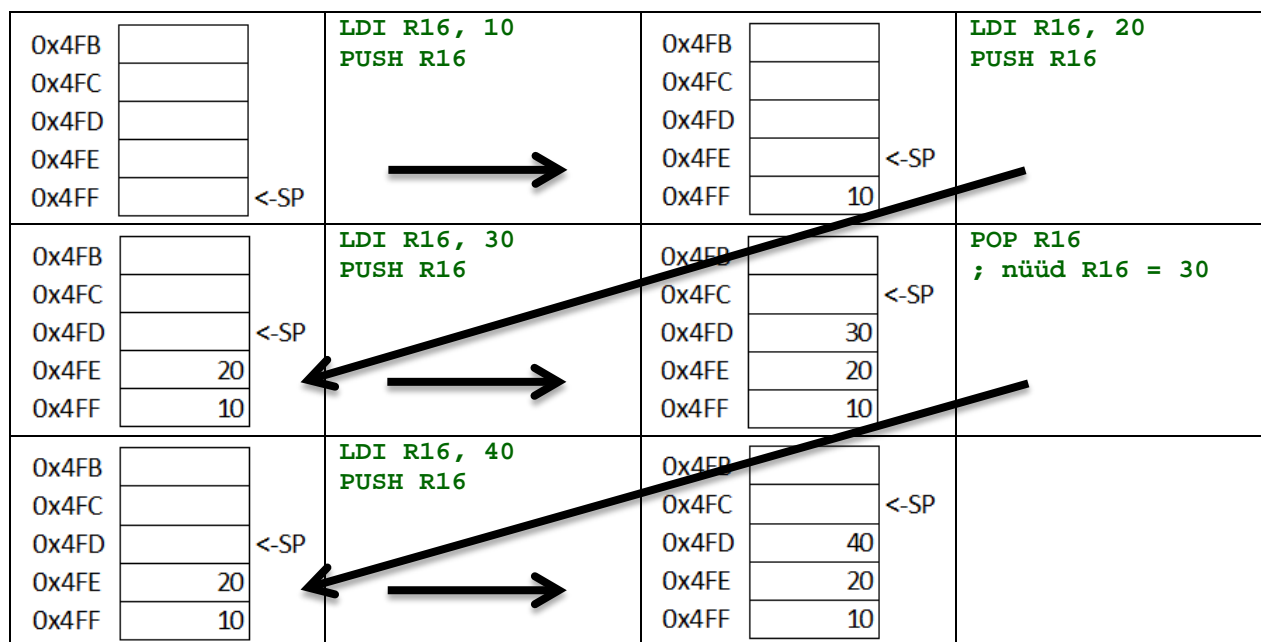 0x4FB
0x4FC
0x4FD
0x4FE
0x4FF <-SP
LDI R16, 10
PUSH R16
0x4FB
0x4FC
0x4FD
0x4FE <-SP
0x4FF 10
LDI R16, 20
PUSH R16
0x4FB
0x4FC
0x4FD <-SP
0x4FE 20
0x4FF 10
LDI R16, 30
PUSH R16
0x4FB
0x4FC <-SP
0x4FD 30
0x4FE 20
0x4FF 10
POP R16
; nüüd R16 = 30
0x4FB
0x4FC
0x4FD <-SP
0x4FE 20
0x4FF 10
LDI R16, 40
PUSH R16
0x4FB
0x4FC <-SP
0x4FD 40
0x4FE 20
0x4FF 10